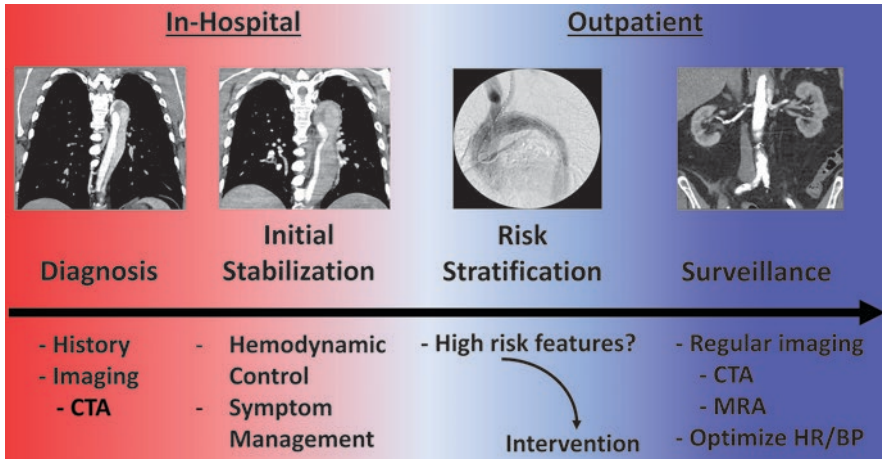 In-Hospital
Outpatient
Diagnosis
Initial
Stabilization
Risk
Stratification
Surveillance
- History
- Imaging
- CTA
- Hemodynamic
Control
- Symptom
Management
- High risk features?
Intervention
- Regular imaging
- CTA
- MRA
- Optimize HR/BP